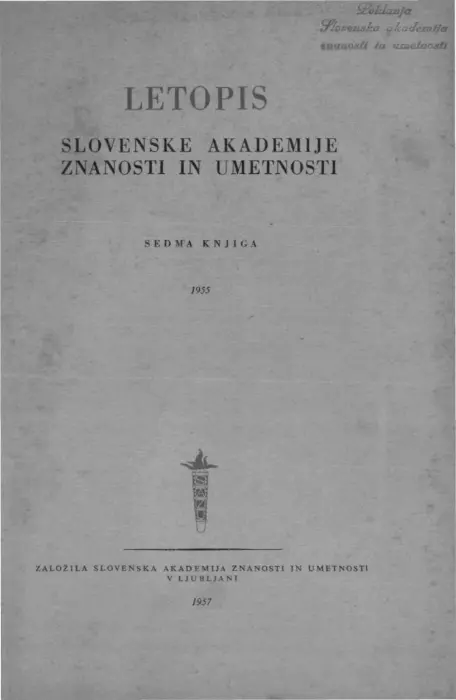 Poklanja
Slovenska akademija
znanosti in umetnosti
LETOPIS
SLOVENSKE AKADEMIJE
ZNANOSTI IN UMETNOSTI
SEDMA KNJIGA
1955
ZALOŽILA SLOVENSKA AKADEMIJA ZNANOSTI IN UMETNOSTI
V LJUBLJANI
1957